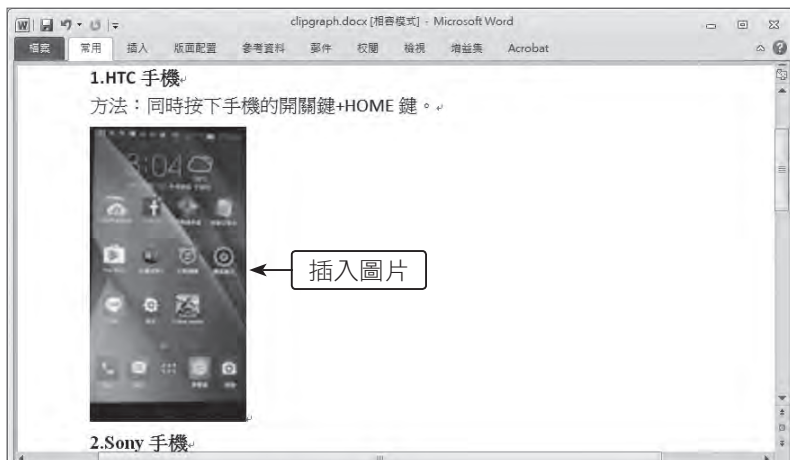 clipgraph.docx [相容模式] - Microsoft Word
檔案 常用 插入 版面配置 參考資料 郵件 校閱 檢視 增益集 Acrobat
1.HTC 手機
方法：同時按下手機的開關鍵+HOME 鍵。
3:04
插入圖片
2.Sony 手機